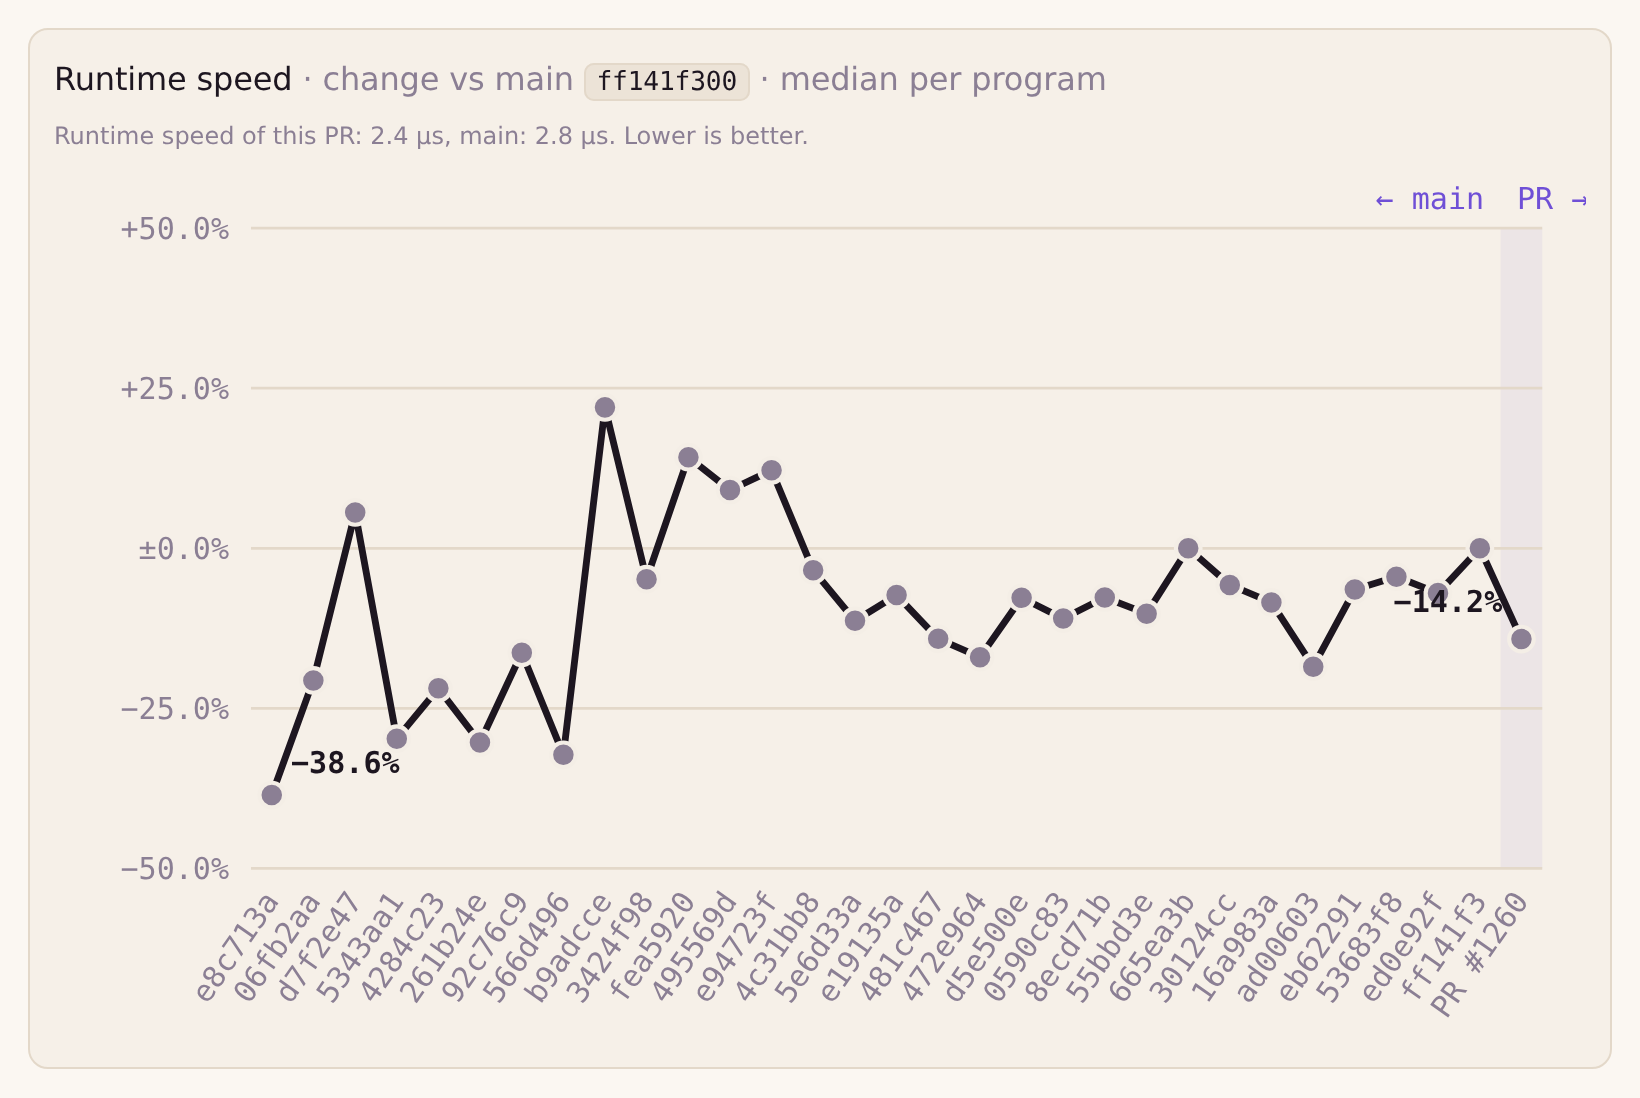 Runtime speed · change vs main ff141f300 · median per program
Runtime speed of this PR: 2.4 µs, main: 2.8 µs. Lower is better.
← main PR →
+50.0%
+25.0%
±0.0%
−25.0%
−50.0%
−38.6%
−14.2%
e8c713a
06fb2aa
d7f2e47
5343aa1
4284c23
261b24e
92c76c9
566d496
b9adcce
3424f98
fea5920
495569d
e94723f
4c31bb8
5e6d33a
e19135a
481c467
472e964
d5e500e
0590c83
8ecd71b
55bbd3e
665ea3b
30124cc
16a983a
ad00603
eb62291
53683f8
ed0e92f
ff141f3
PR #1260